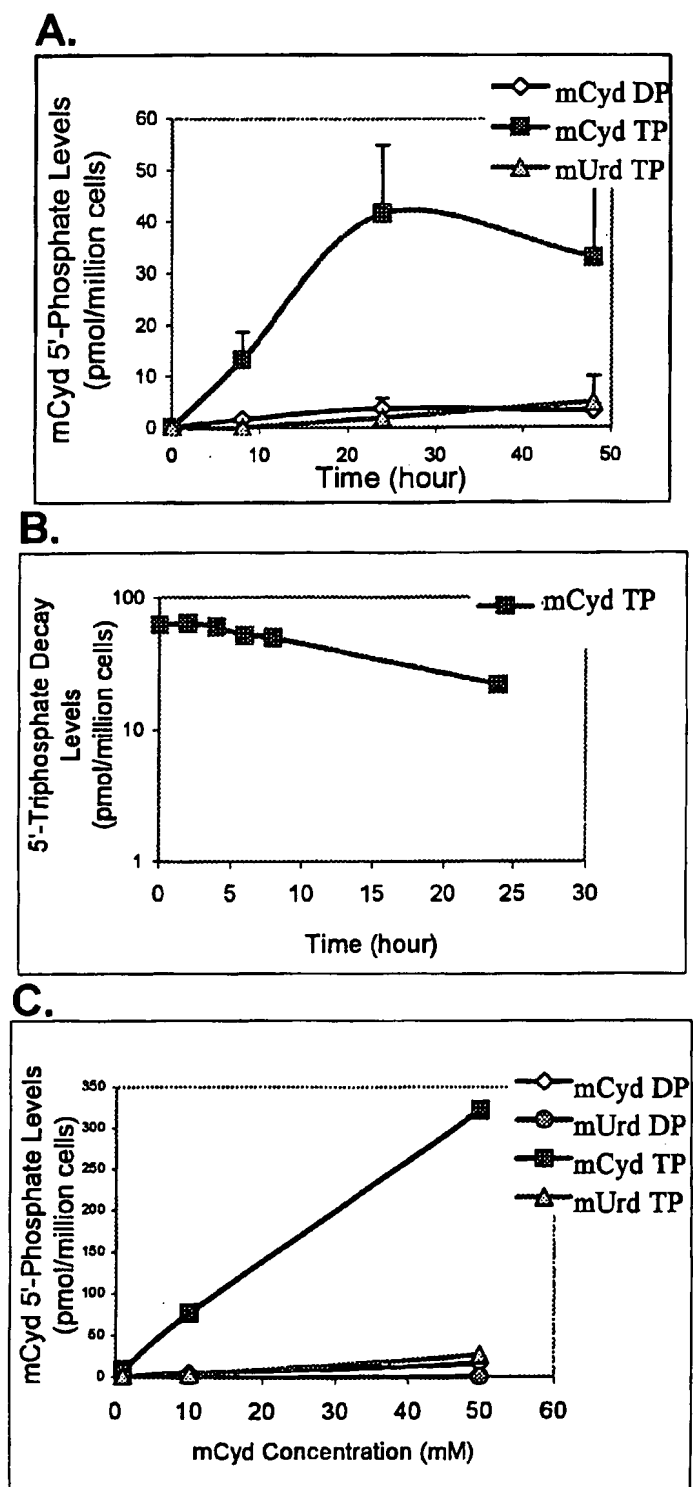 A.
mCyd 5'-Phosphate Levels
(pmol/million cells)
mCyd DP
mCyd TP
mUrd TP
60
50
40
30
20
10
0
0 10 20 30 40 50
Time (hour)
B.
5'-Triphosphate Decay
Levels
(pmol/million cells)
mCyd TP
100
10
1
0 5 10 15 20 25 30
Time (hour)
C.
mCyd 5'-Phosphate Levels
(pmol/million cells)
mCyd DP
mUrd DP
mCyd TP
mUrd TP
350
300
250
200
150
100
50
0
0 10 20 30 40 50 60
mCyd Concentration (mM)